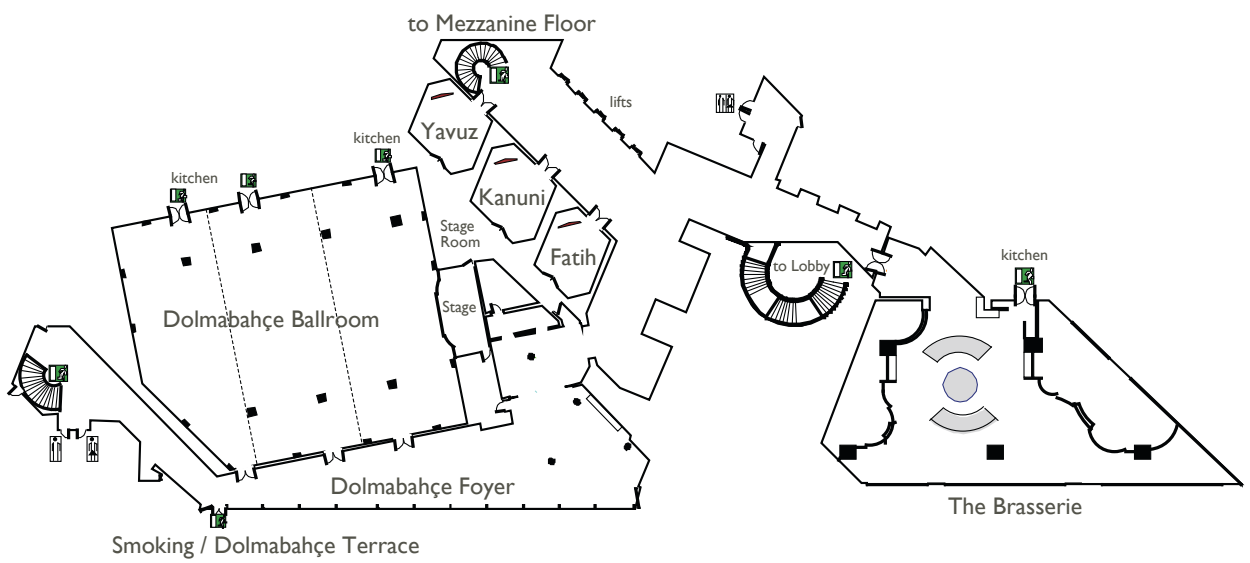 to Mezzanine Floor
lifts
Yavuz
kitchen
kitchen
Kanuni
Stage
Room
Fatih
to Lobby
kitchen
Stage
Dolmabahçe Ballroom
Dolmabahçe Foyer
The Brasserie
Smoking / Dolmabahçe Terrace